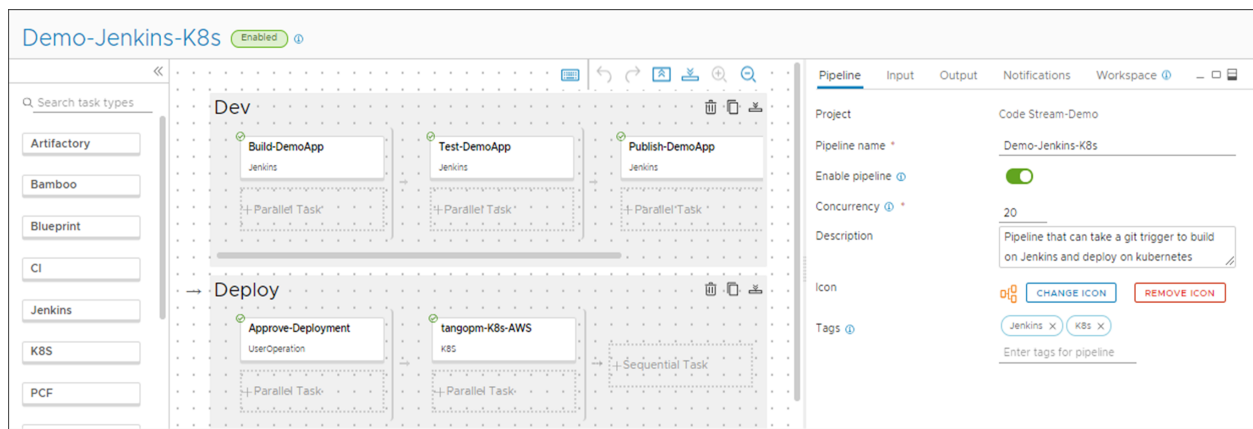 Demo-Jenkins-K8s Enabled
Search task types
Artifactory
Bamboo
Blueprint
CI
Jenkins
K8S
PCF
Dev
Build-DemoApp
Jenkins
+ Parallel Task
Test-DemoApp
Jenkins
+ Parallel Task
Publish-DemoApp
Jenkins
+ Parallel Task
Deploy
Approve-Deployment
UserOperation
+ Parallel Task
tangopm-K8s-AWS
K8S
+ Parallel Task
+ Sequential Task
Pipeline Input Output Notifications Workspace
Project Code Stream-Demo
Pipeline name * Demo-Jenkins-K8s
Enable pipeline
Concurrency * 20
Description Pipeline that can take a git trigger to build
on Jenkins and deploy on kubernetes
Icon CHANGE ICON REMOVE ICON
Tags Jenkins X K8s X
Enter tags for pipeline